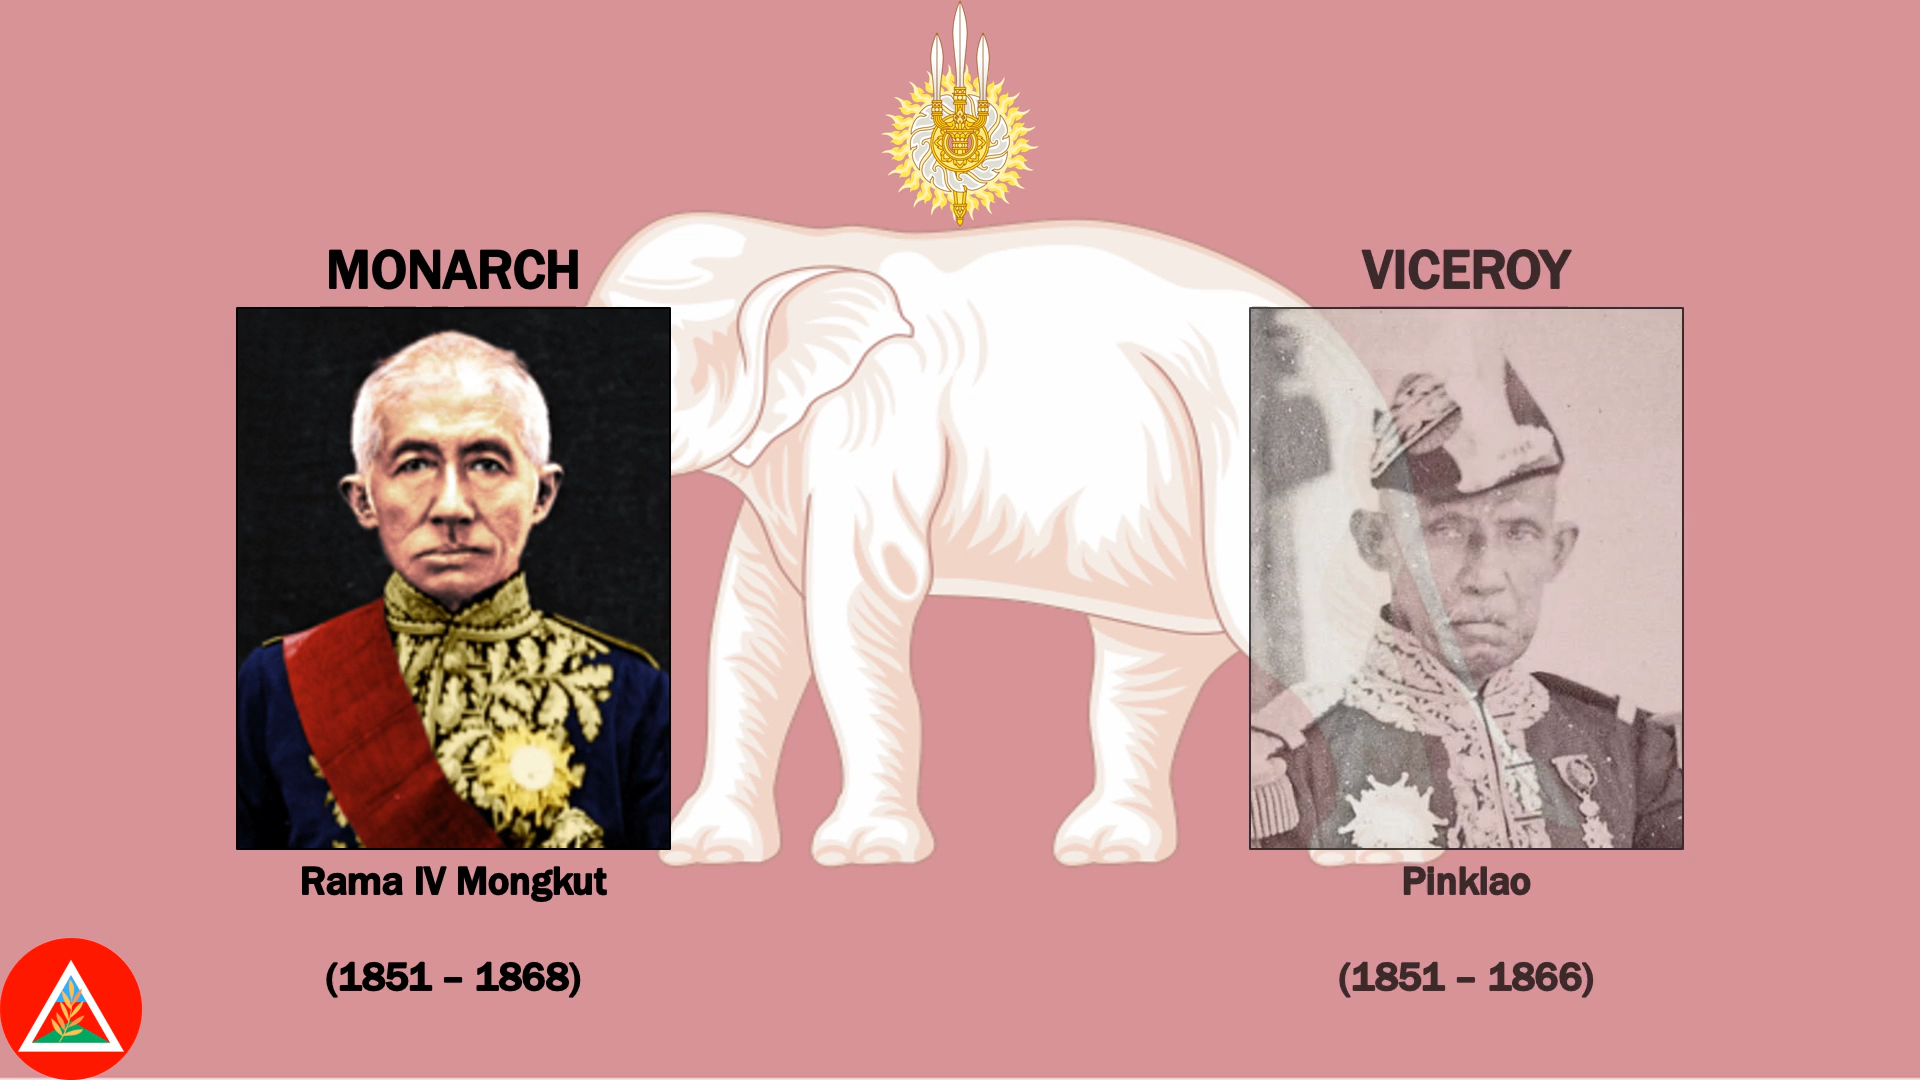 MONARCH
Rama IV Mongkut
(1851 – 1868)
VICEROY
Pinklao
(1851 – 1866)